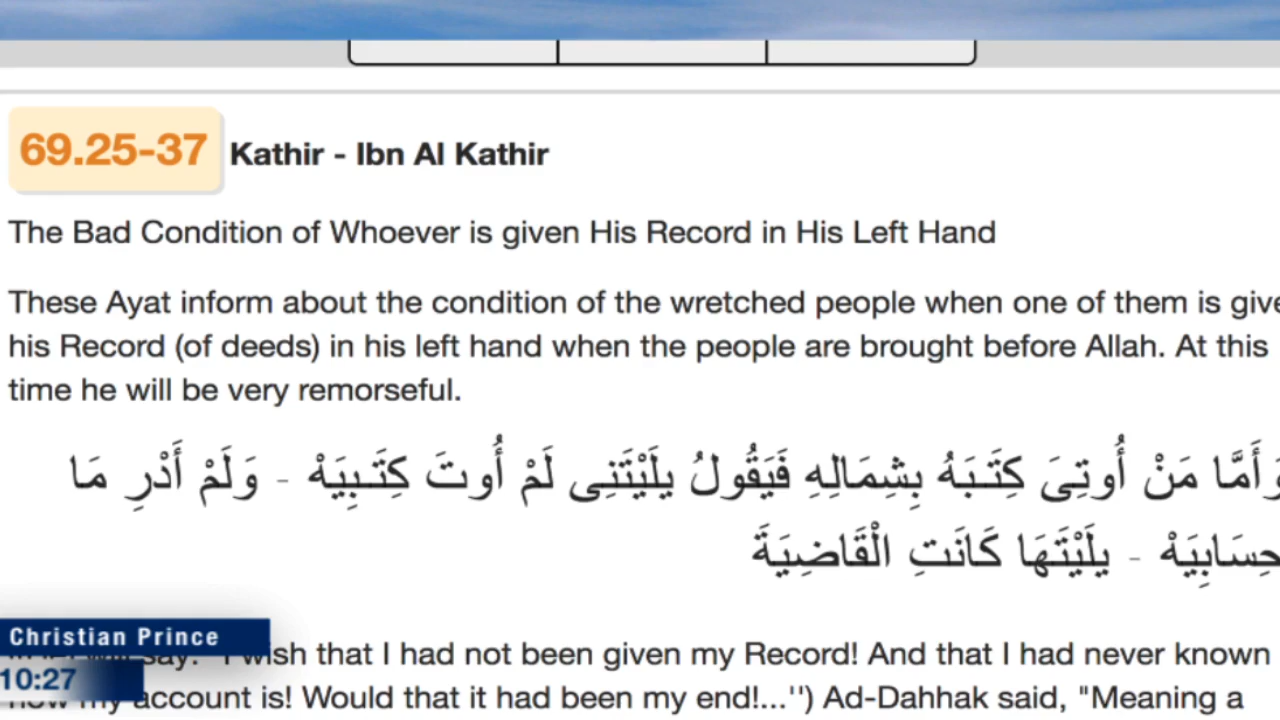 69.25-37 Kathir - Ibn Al Kathir
The Bad Condition of Whoever is given His Record in His Left Hand
These Ayat inform about the condition of the wretched people when one of them is give
his Record (of deeds) in his left hand when the people are brought before Allah. At this
time he will be very remorseful.
وَأَمَّا مَنْ أُوتِىَ كِتَـبَهُ بِشِمَالِهِ فَيَقُولُ يلَيْتَنِى لَمْ أُوتَ كِتَـبِيَهْ - وَلَمْ أَدْرِ مَا
حِسَابِيَهْ - يلَيْتَهَا كَانَتِ الْقَاضِيَةَ
Christian Prince
say: "I wish that I had not been given my Record! And that I had never known
10:27
how my account is! Would that it had been my end!...'') Ad-Dahhak said, "Meaning a